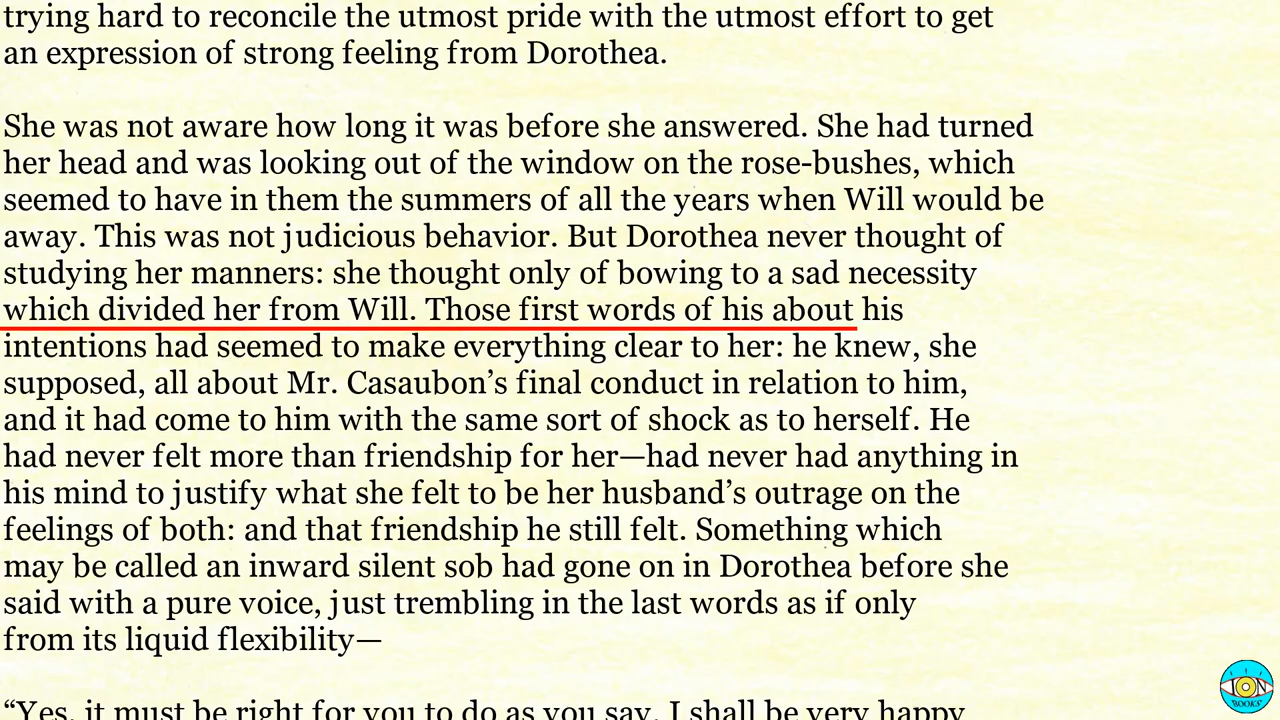 trying hard to reconcile the utmost pride with the utmost effort to get
an expression of strong feeling from Dorothea.
She was not aware how long it was before she answered. She had turned
her head and was looking out of the window on the rose-bushes, which
seemed to have in them the summers of all the years when Will would be
away. This was not judicious behavior. But Dorothea never thought of
studying her manners: she thought only of bowing to a sad necessity
which divided her from Will. Those first words of his about his
intentions had seemed to make everything clear to her: he knew, she
supposed, all about Mr. Casaubon’s final conduct in relation to him,
and it had come to him with the same sort of shock as to herself. He
had never felt more than friendship for her—had never had anything in
his mind to justify what she felt to be her husband’s outrage on the
feelings of both: and that friendship he still felt. Something which
may be called an inward silent sob had gone on in Dorothea before she
said with a pure voice, just trembling in the last words as if only
from its liquid flexibility—
“Yes, it must be right for you to do as you say. I shall be very happy
ION
BOOKS